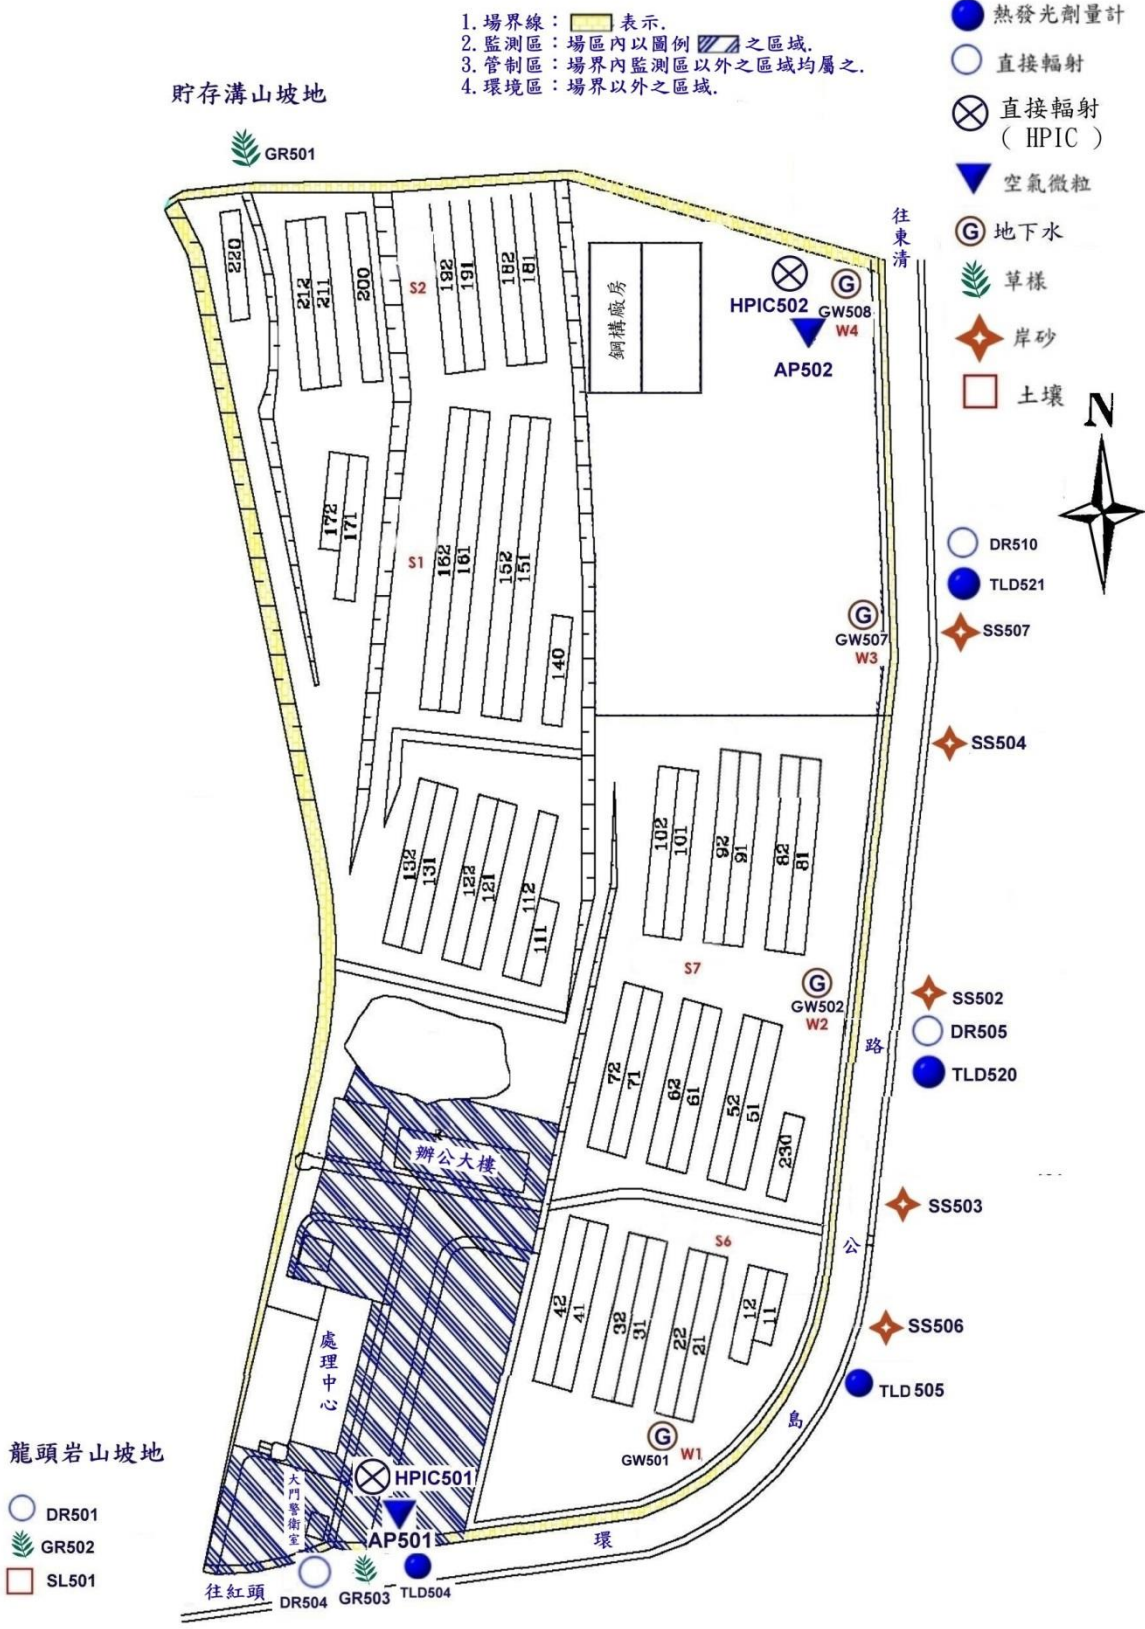 1. 場界線： 表示.
2. 監測區：場區內以圖例 之區域.
3. 管制區：場界內監測區以外之區域均屬之.
4. 環境區：場界以外之區域.
熱發光劑量計
直接輻射
直接輻射
( HPIC )
空氣微粒
G 地下水
草樣
岸砂
土壤
N
貯存溝山坡地
GR501
往東清
220
212
211
200
S2
192
191
182
181
鋼構廠房
HPIC502
G
GW508
W4
AP502
172
171
S1
162
161
152
151
140
DR510
TLD521
SS507
G
GW507
W3
SS504
132
131
122
121
112
111
102
101
92
91
82
81
S7
G
GW502
W2
SS502
DR505
TLD520
路
72
71
62
61
52
51
230
辦公大樓
SS503
公
S6
42
41
32
31
22
21
12
11
SS506
TLD505
島
處理中心
G
GW501
W1
龍頭岩山坡地
DR501
GR502
SL501
大門警衛室
HPIC501
AP501
環
往紅頭
DR504
GR503
TLD504